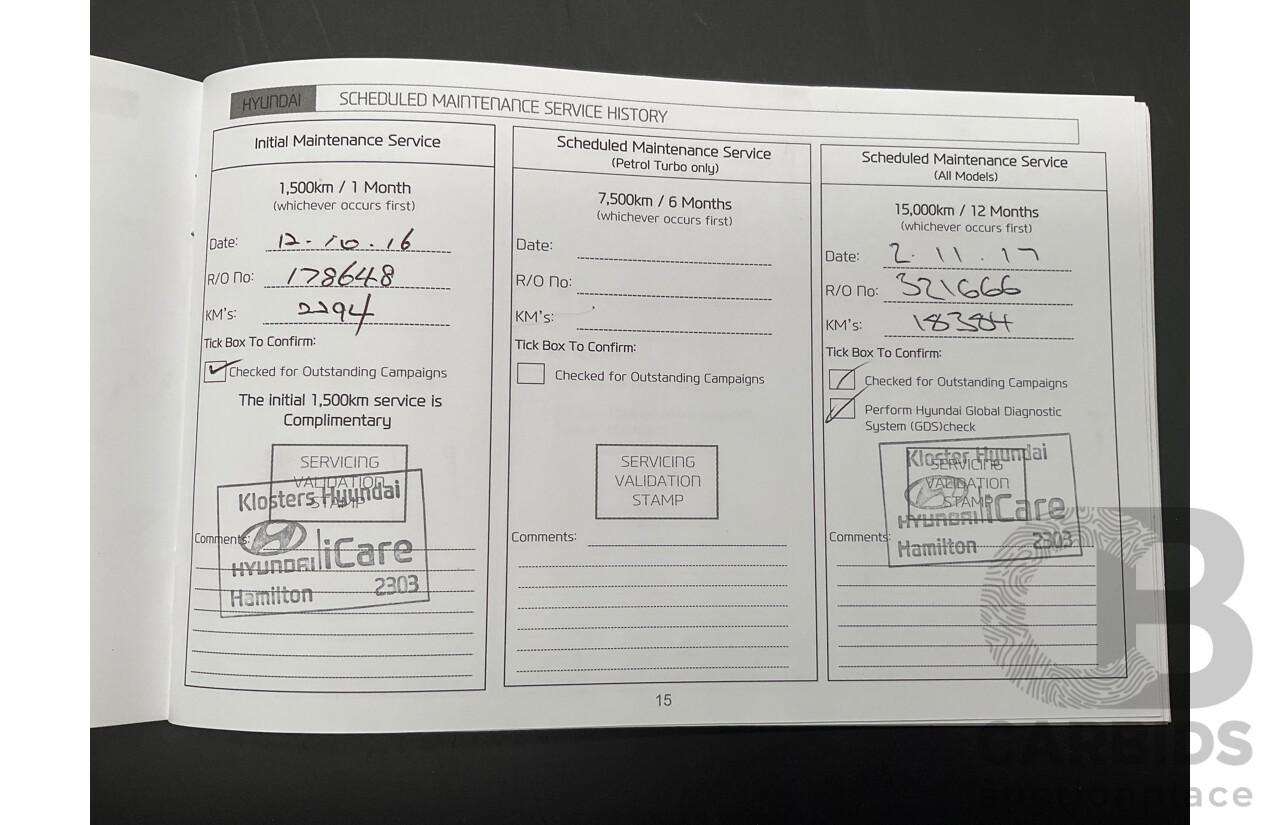 HYUNDAI SCHEDULED MAINTENANCE SERVICE HISTORY
Initial Maintenance Service
1,500km / 1 Month
(whichever occurs first)
Date: 12.10.16
R/O No: 178648
KM's: 2294
Tick Box To Confirm:
Checked for Outstanding Campaigns
The initial 1,500km service is
Complimentary
SERVICING
VALIDATION
STAMP
Klosters Hyundai
HYUNDAI iCare
Hamilton 2303
Comments:
Scheduled Maintenance Service
(Petrol Turbo only)
7,500km / 6 Months
(whichever occurs first)
Date:
R/O No:
KM's:
Tick Box To Confirm:
Checked for Outstanding Campaigns
SERVICING
VALIDATION
STAMP
Comments:
Scheduled Maintenance Service
(All Models)
15,000km / 12 Months
(whichever occurs first)
Date: 2.11.17
R/O No: 321666
KM's: 18384
Tick Box To Confirm:
Checked for Outstanding Campaigns
Perform Hyundai Global Diagnostic
System (GDS)check
SERVICING
VALIDATION
STAMP
Kloster Hyundai
HYUNDAI iCare
Hamilton 2303
Comments:
15
CARBIDS
auctionplace